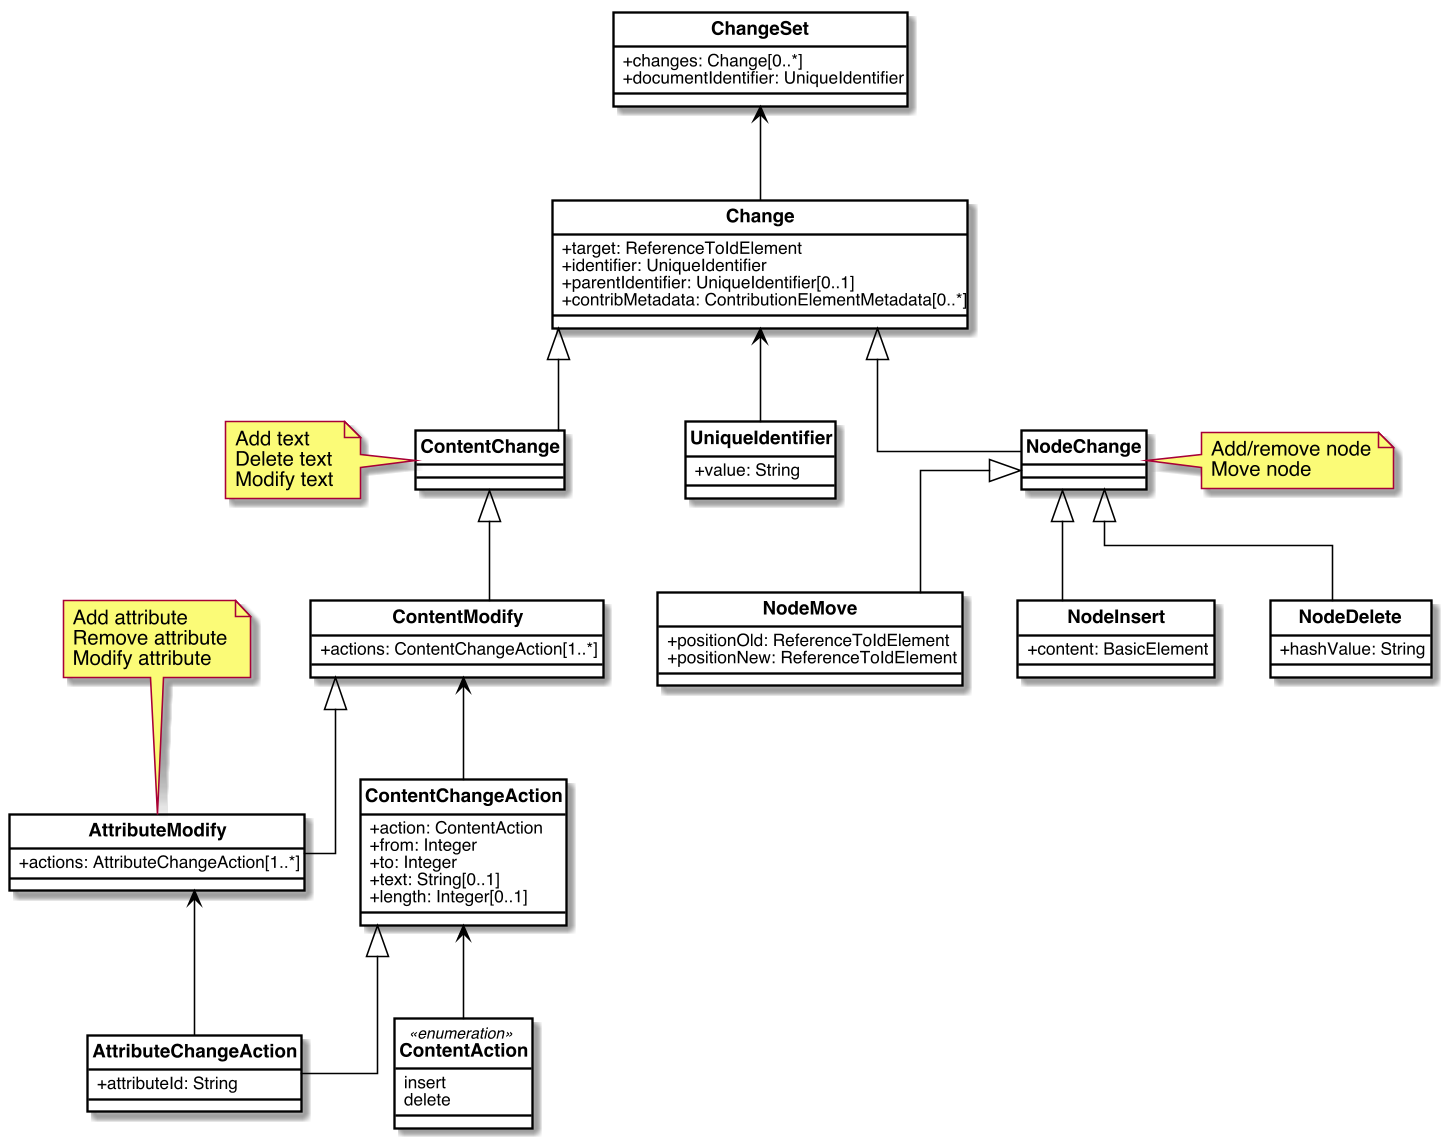 ChangeSet
+changes: Change[0..*]
+documentIdentifier: UniqueIdentifier
Change
+target: ReferenceToIdElement
+identifier: UniqueIdentifier
+parentIdentifier: UniqueIdentifier[0..1]
+contribMetadata: ContributionElementMetadata[0..*]
Add text
Delete text
Modify text
ContentChange
UniqueIdentifier
+value: String
NodeChange
Add/remove node
Move node
Add attribute
Remove attribute
Modify attribute
ContentModify
+actions: ContentChangeAction[1..*]
NodeMove
+positionOld: ReferenceToIdElement
+positionNew: ReferenceToIdElement
NodeInsert
+content: BasicElement
NodeDelete
+hashValue: String
AttributeModify
+actions: AttributeChangeAction[1..*]
ContentChangeAction
+action: ContentAction
+from: Integer
+to: Integer
+text: String[0..1]
+length: Integer[0..1]
AttributeChangeAction
+attributeId: String
«enumeration»
ContentAction
insert
delete